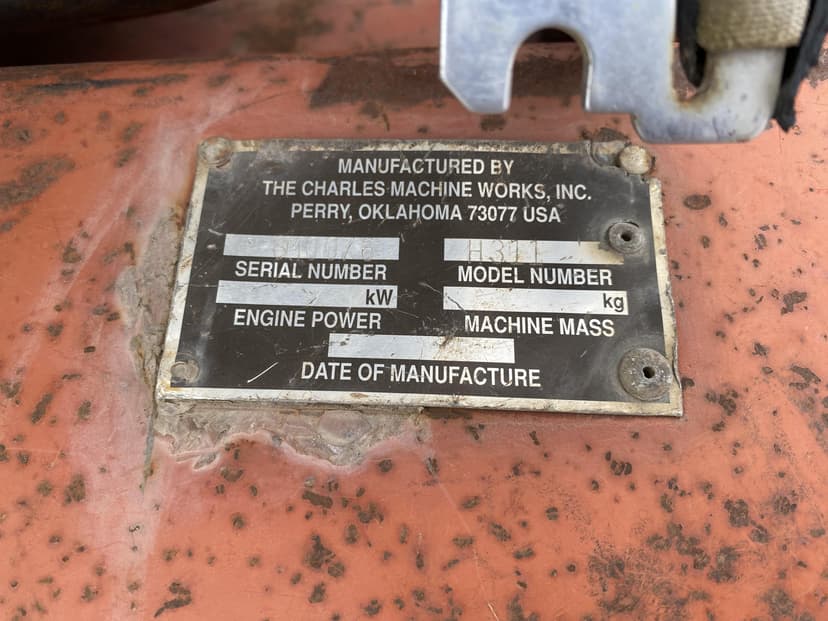 MANUFACTURED BY
THE CHARLES MACHINE WORKS, INC.
PERRY, OKLAHOMA 73077 USA
SERIAL NUMBER
MODEL NUMBER
kW
kg
ENGINE POWER
MACHINE MASS
DATE OF MANUFACTURE